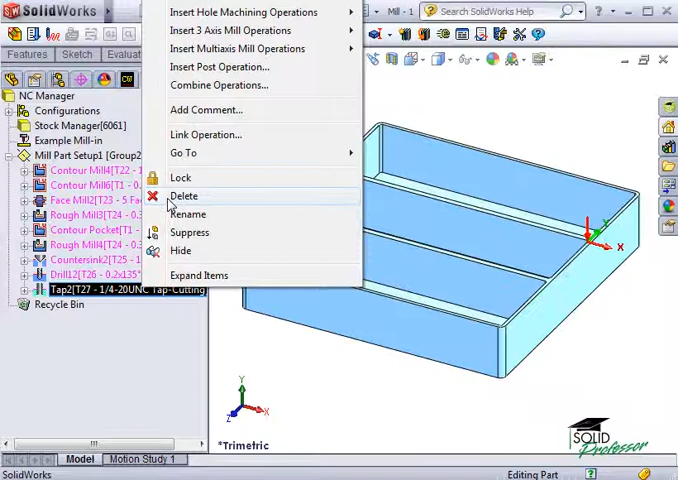 SolidWorks
Mill - 1
Search SolidWorks
Features
Sketch
Evaluat
NC Manager
Configurations
Stock Manager[6061]
Example Mill-in
Mill Part Setup1 [Group2
Contour Mill4[T22 - 1
Contour Mill6[T1 - 0
Face Mill2[T23 - 5 Fac
Rough Mill3[T24 - 0
Contour Pocket[T1 - 0
Rough Mill4[T25 - 0
Countersink2[T26 - 0
Drill12[T26 - 0.2x135°
Tap2[T27 - 1/4-20UNC Tap-Cutting]
Recycle Bin
Insert Hole Machining Operations
Insert 3 Axis Mill Operations
Insert Multiaxis Mill Operations
Insert Post Operation...
Combine Operations...
Add Comment...
Link Operation...
Go To
Lock
Delete
Rename
Suppress
Hide
Expand Items
Y
X
Y
X
Z
*Trimetric
SOLID
Professor
Model
Motion Study 1
SolidWorks
Editing Part